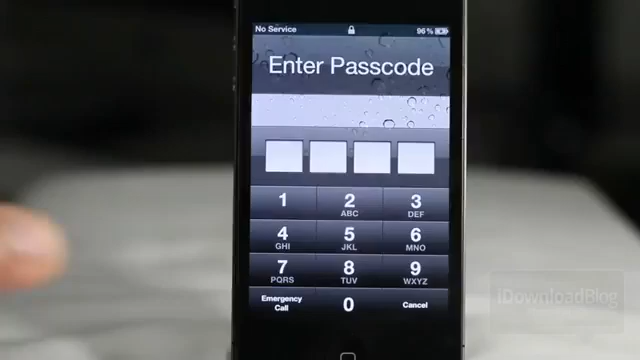 No Service 96%
Enter Passcode
1 2 3
ABC DEF
4 5 6
GHI JKL MNO
7 8 9
PQRS TUV WXYZ
Emergency Call 0 Cancel
iDownloadBlog